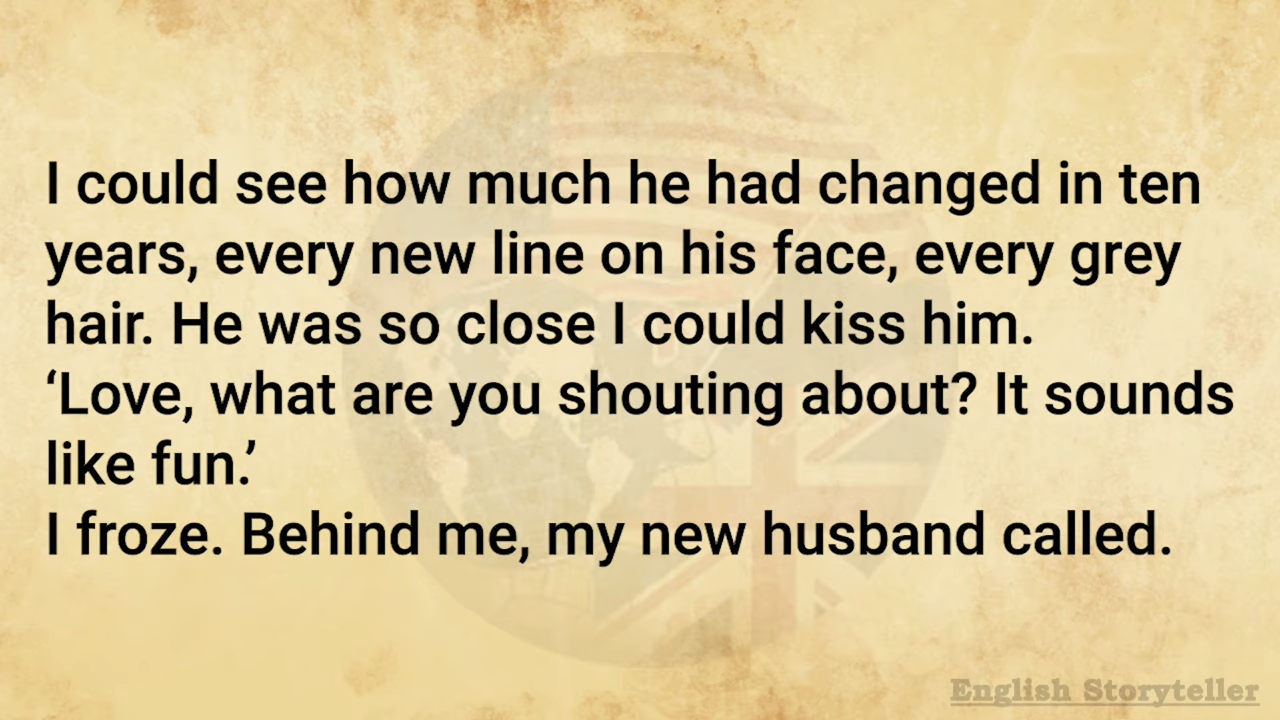 I could see how much he had changed in ten
years, every new line on his face, every grey
hair. He was so close I could kiss him.
‘Love, what are you shouting about? It sounds
like fun.’
I froze. Behind me, my new husband called.
English Storyteller